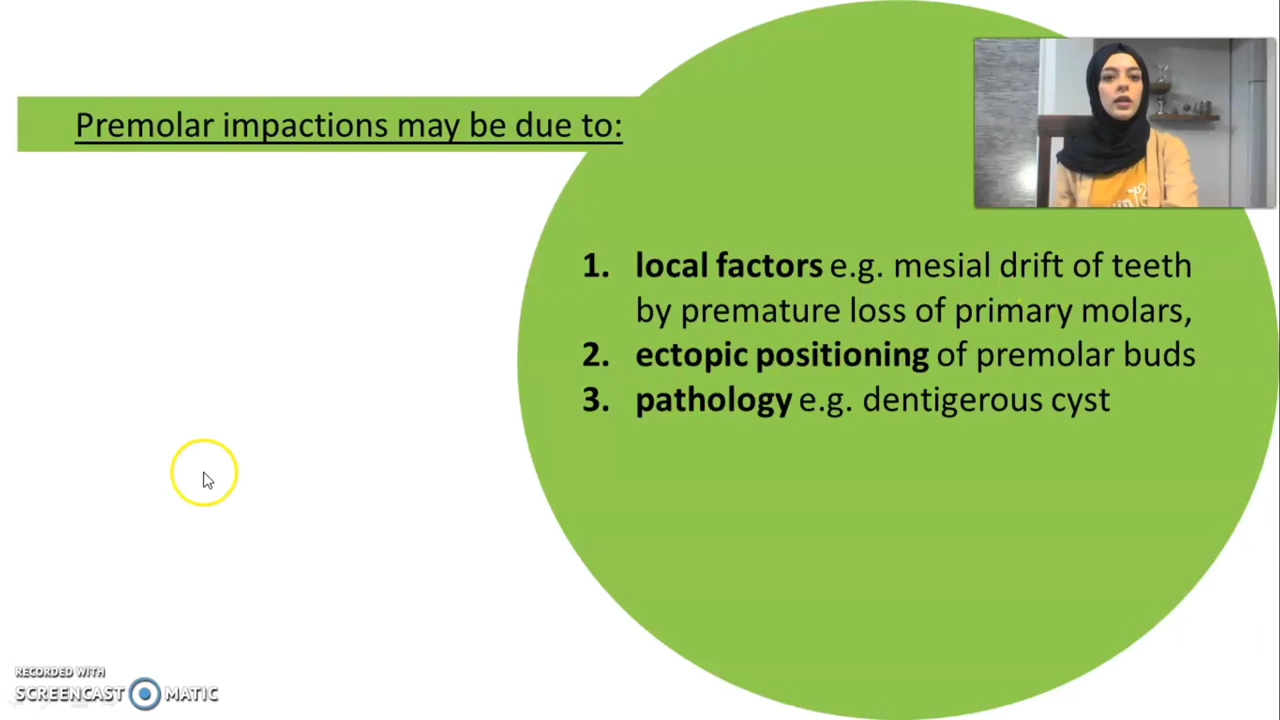 Premolar impactions may be due to:
1. local factors e.g. mesial drift of teeth
by premature loss of primary molars,
2. ectopic positioning of premolar buds
3. pathology e.g. dentigerous cyst
RECORDED WITH
SCREENCAST MATIC